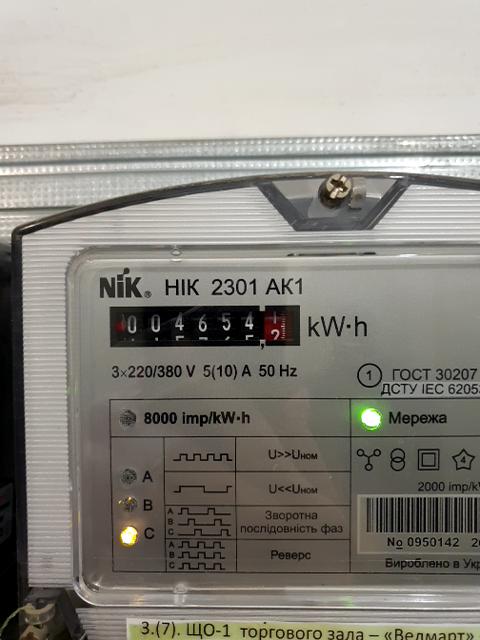 NiK® НІК 2301 АК1
004654 kW·h
3×220/380 V 5(10) A 50 Hz
1 ГОСТ 30207
ДСТУ IEC 6205
8000 imp/kW·h
Мережа
A
B
C
U>>Uном
U<<Uном
A
B
C
Зворотна
послідовність фаз
A
B
C
Реверс
4
2000 imp/k
No 0950142
Вироблено в Укр
3.(7). ЩО-1 торгового зала – «Ведмарт»